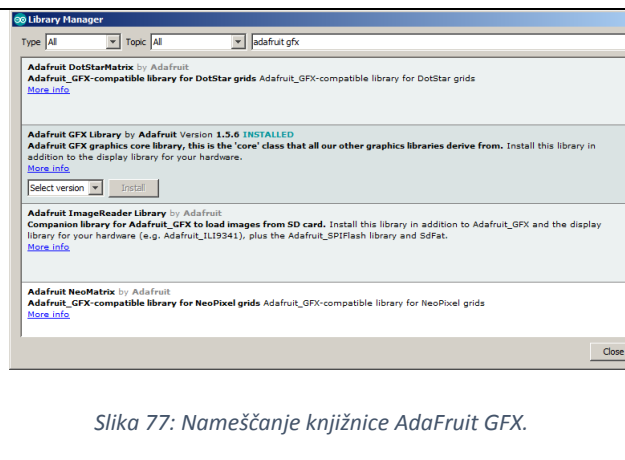 Library Manager
Type All Topic All adafruit gfx
Adafruit DotStarMatrix by Adafruit
Adafruit_GFX-compatible library for DotStar grids Adafruit_GFX-compatible library for DotStar grids
More info
Adafruit GFX Library by Adafruit Version 1.5.6 INSTALLED
Adafruit GFX graphics core library, this is the 'core' class that all our other graphics libraries derive from. Install this library in
addition to the display library for your hardware.
More info
Select version Install
Adafruit ImageReader Library by Adafruit
Companion library for Adafruit_GFX to load images from SD card. Install this library in addition to Adafruit_GFX and the display
library for your hardware (e.g. Adafruit_ILI9341), plus the Adafruit_SPIFlash library and SdFat.
More info
Adafruit NeoMatrix by Adafruit
Adafruit_GFX-compatible library for NeoPixel grids Adafruit_GFX-compatible library for NeoPixel grids
More info
Close
Slika 77: Nameščanje knjižnice AdaFruit GFX.